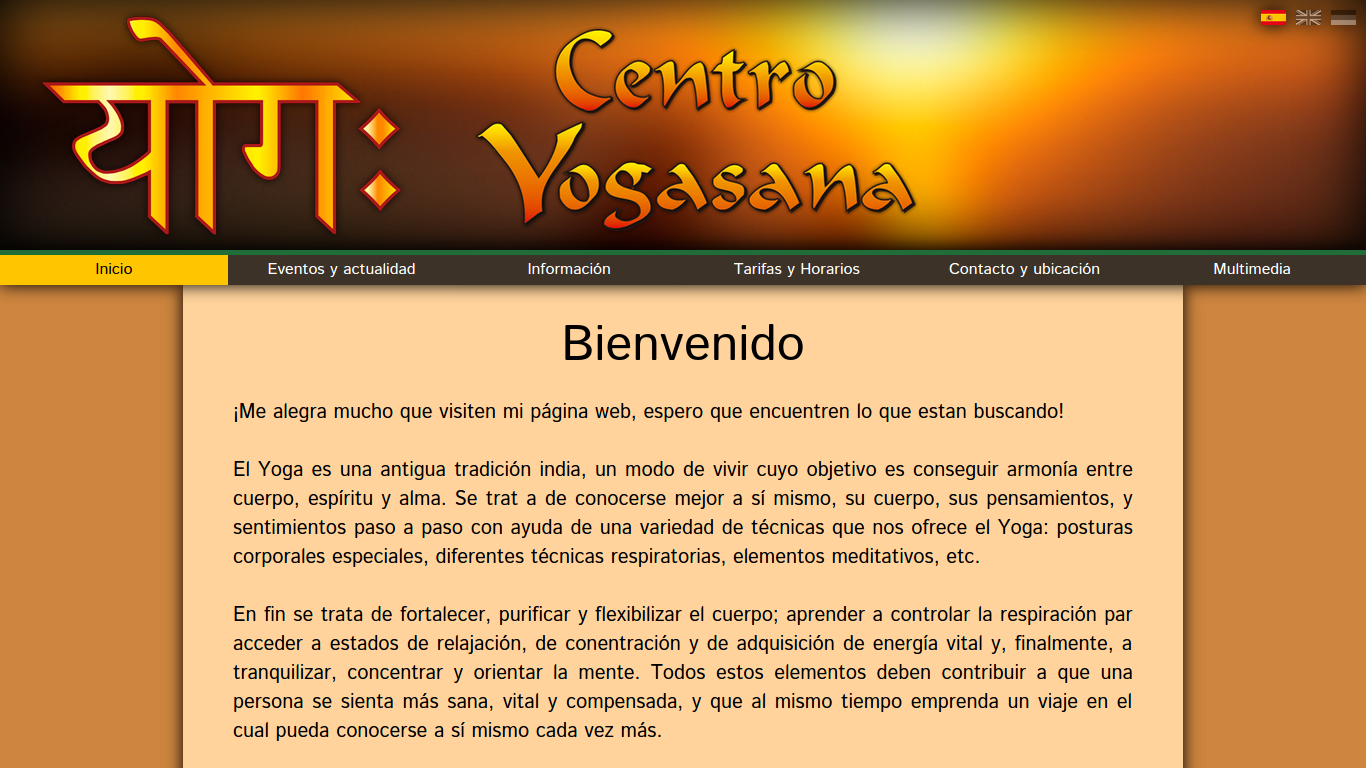 योगः
Centro
Yogasana
Inicio
Eventos y actualidad
Información
Tarifas y Horarios
Contacto y ubicación
Multimedia
Bienvenido
¡Me alegra mucho que visiten mi página web, espero que encuentren lo que estan buscando!
El Yoga es una antigua tradición india, un modo de vivir cuyo objetivo es conseguir armonía entre
cuerpo, espíritu y alma. Se trat a de conocerse mejor a sí mismo, su cuerpo, sus pensamientos, y
sentimientos paso a paso con ayuda de una variedad de técnicas que nos ofrece el Yoga: posturas
corporales especiales, diferentes técnicas respiratorias, elementos meditativos, etc.
En fin se trata de fortalecer, purificar y flexibilizar el cuerpo; aprender a controlar la respiración par
acceder a estados de relajación, de conentración y de adquisición de energía vital y, finalmente, a
tranquilizar, concentrar y orientar la mente. Todos estos elementos deben contribuir a que una
persona se sienta más sana, vital y compensada, y que al mismo tiempo emprenda un viaje en el
cual pueda conocerse a sí mismo cada vez más.